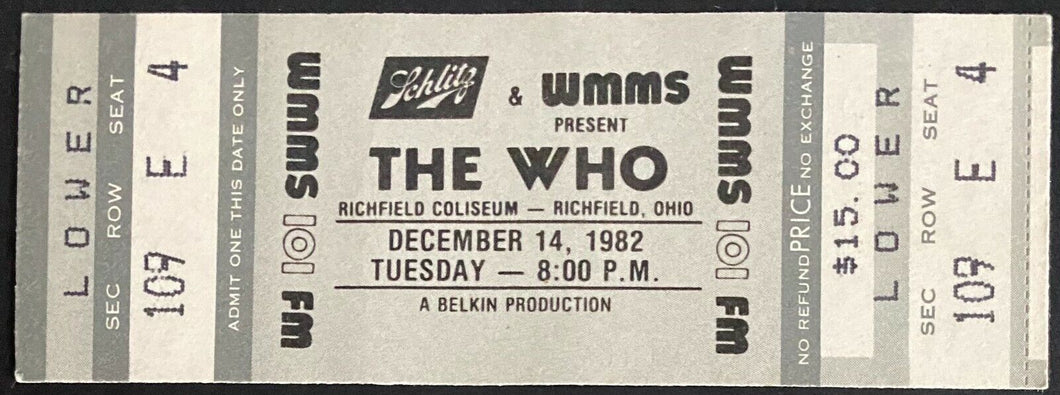 LOWER
SEC ROW SEAT
109 E 4
ADMIT ONE THIS DATE ONLY
WMMS 101 FM
Schlitz & WMMS
PRESENT
THE WHO
RICHFIELD COLISEUM — RICHFIELD, OHIO
DECEMBER 14, 1982
TUESDAY — 8:00 P.M.
A BELKIN PRODUCTION
WMMS 101 FM
NO REFUND PRICE NO EXCHANGE
$15.00
LOWER
SEC ROW SEAT
109 E 4